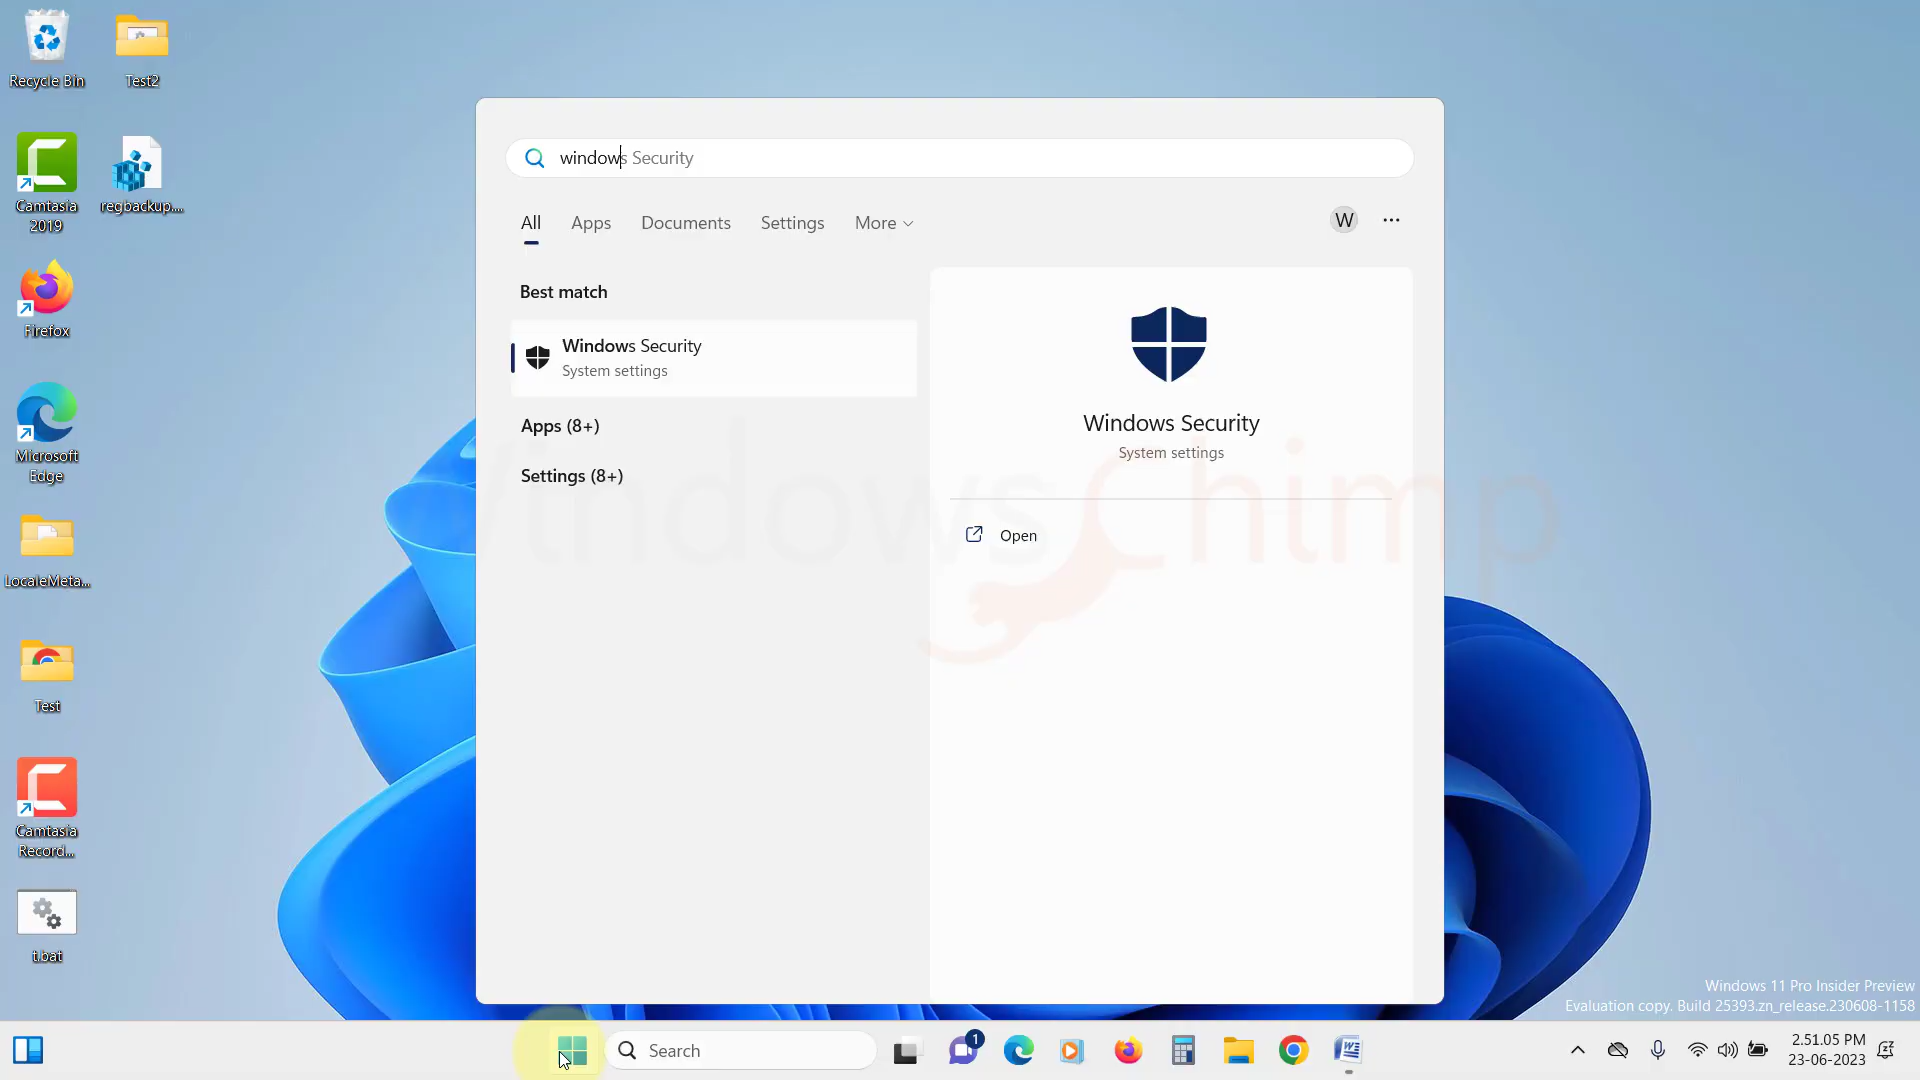 Recycle Bin
Test2
Camtasia
2019
regbackup....
Firefox
Microsoft
Edge
LocaleMeta...
Test
Camtasia
Record...
t.bat
windows Security
All
Apps
Documents
Settings
More
W
Best match
Windows Security
System settings
Apps (8+)
Settings (8+)
Windows Security
System settings
Open
WindowsChimp
Windows 11 Pro Insider Preview
Evaluation copy. Build 25393.zn_release.230608-1158
Search
1
2.51.05 PM
23-06-2023